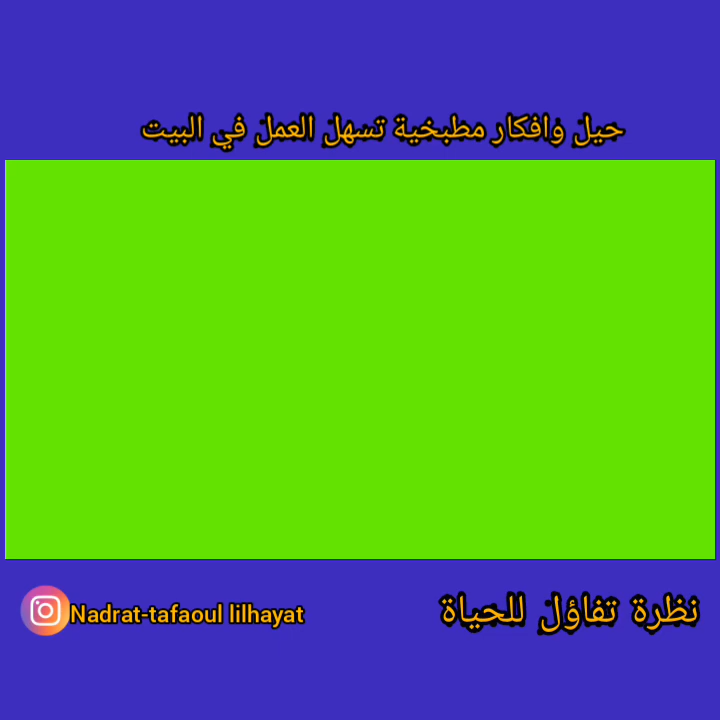 حيل وافكار مطبخية تسهل العمل في البيت
نظرة تفاؤل للحياة
Nadrat-tafaoul lilhayat